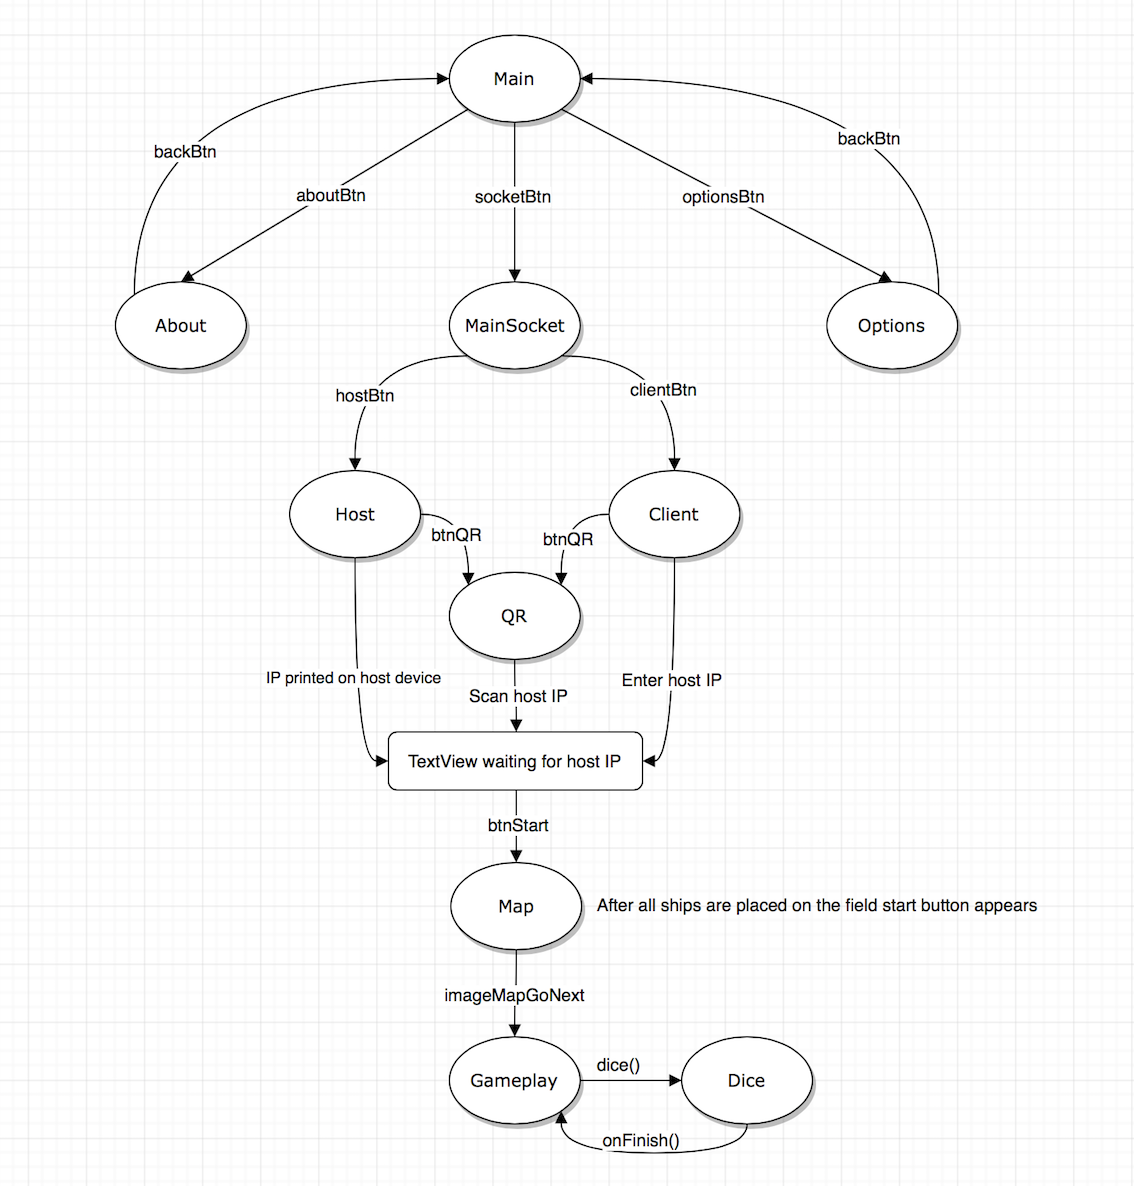 Main
backBtn
backBtn
aboutBtn
socketBtn
optionsBtn
About
MainSocket
Options
hostBtn
clientBtn
Host
Client
btnQR
btnQR
QR
IP printed on host device
Scan host IP
Enter host IP
TextView waiting for host IP
btnStart
Map
After all ships are placed on the field start button appears
imageMapGoNext
Gameplay
dice()
Dice
onFinish()